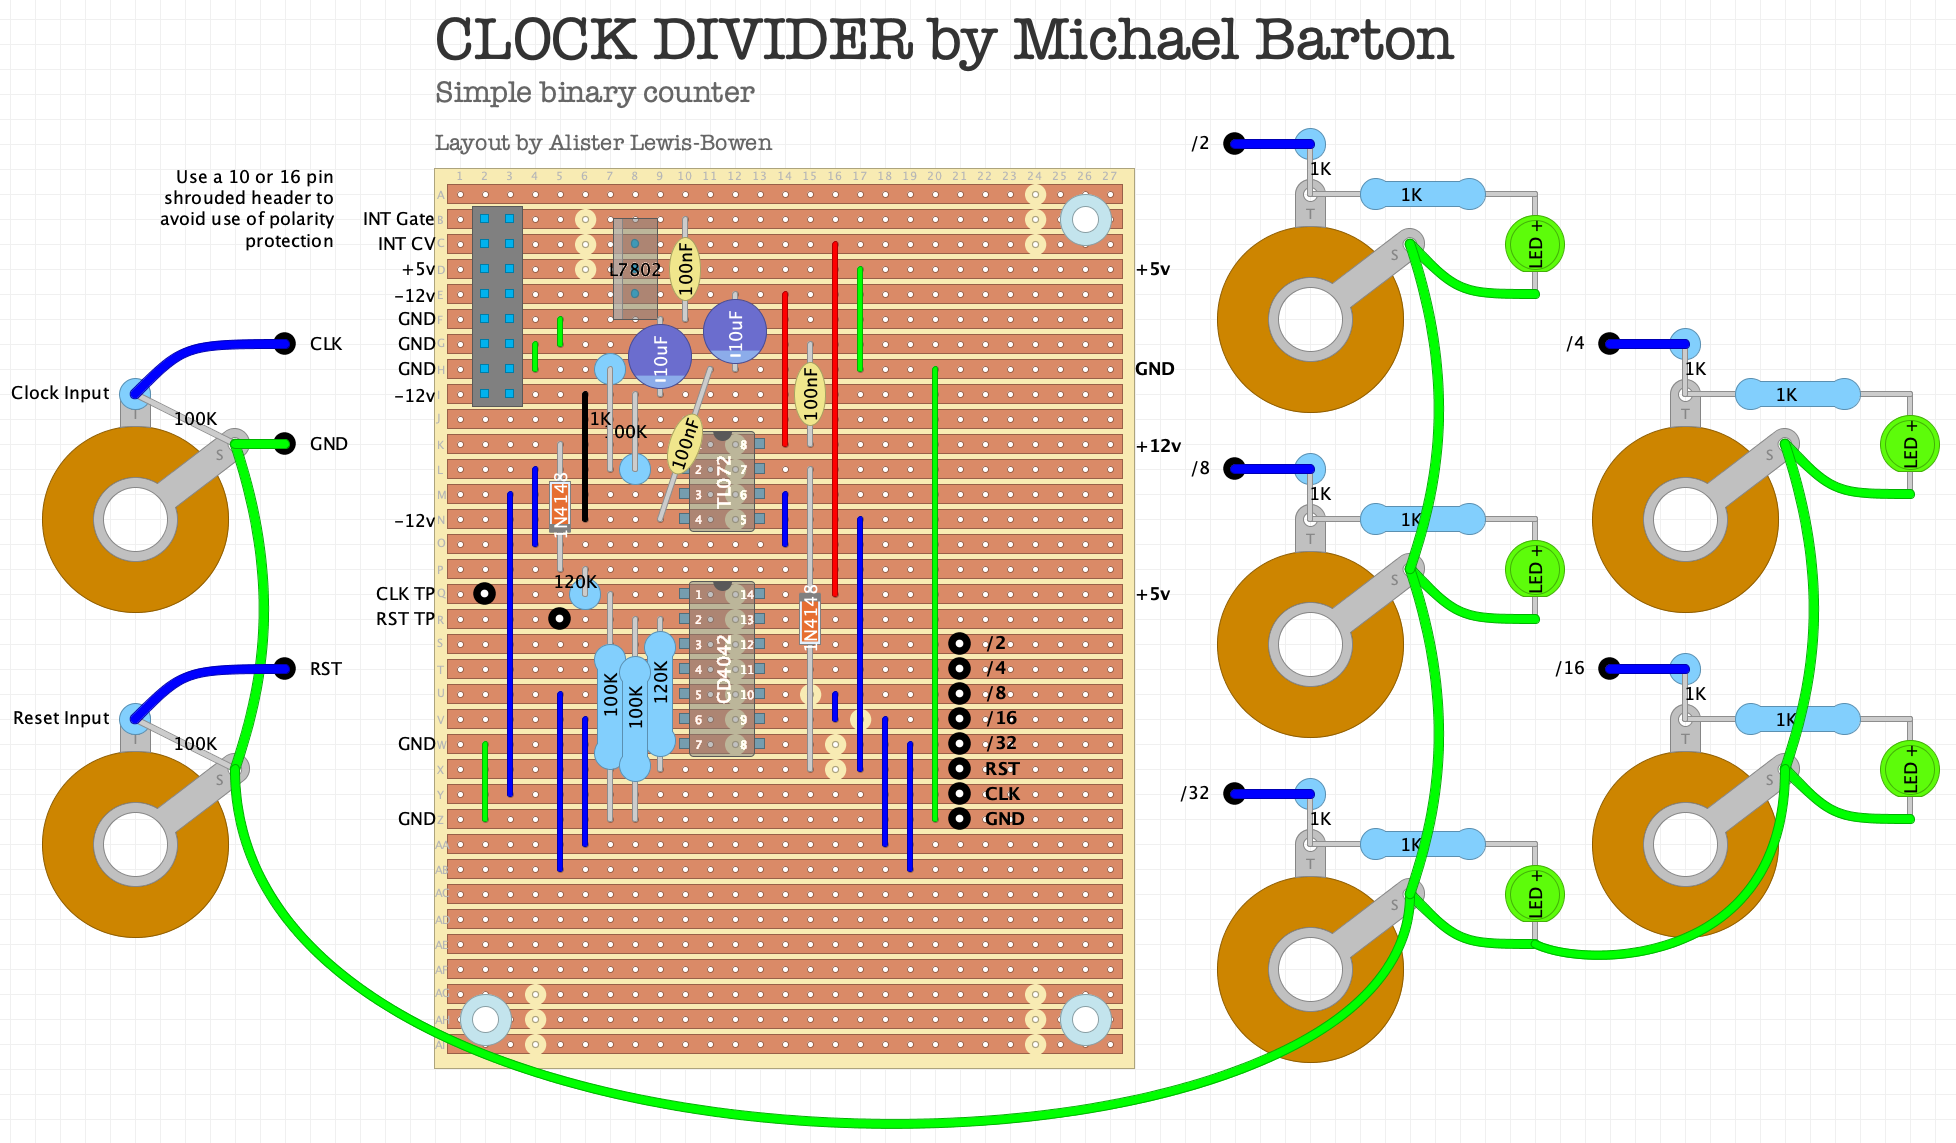 CLOCK DIVIDER by Michael Barton
Simple binary counter
Layout by Alister Lewis-Bowen
Use a 10 or 16 pin
shrouded header to
avoid use of polarity
protection
INT Gate
INT CV
+5v
-12v
GND
GND
GND
-12v
-12v
CLK TP
RST TP
GND
GND
1 2 3 4 5 6 7 8 9 10 11 12 13 14 15 16 17 18 19 20 21 22 23 24 25 26 27
A
B
C
D
E
F
G
H
I
J
K
L
M
N
O
P
Q
R
S
T
U
V
W
X
Y
Z
AA
AB
AC
AD
AE
AF
AG
AH
AI
L7802
100nF
10uF
10uF
100nF
100nF
1K
00K
1N4148
TL072
2 3 4
8 7 6 5
120K
CD4042
1 2 3 4 5 6 7
14 13 12 11 10 9 8
1N4148
100K
100K
120K
+5v
GND
+12v
+5v
/2
/4
/8
/16
/32
RST
CLK
GND
CLK
Clock Input
100K
GND
T
S
RST
Reset Input
100K
T
S
/2
1K
1K
T
S
LED +
/4
1K
1K
T
S
LED +
/8
1K
1K
T
S
LED +
/16
1K
1K
T
S
LED +
/32
1K
1K
T
S
LED +